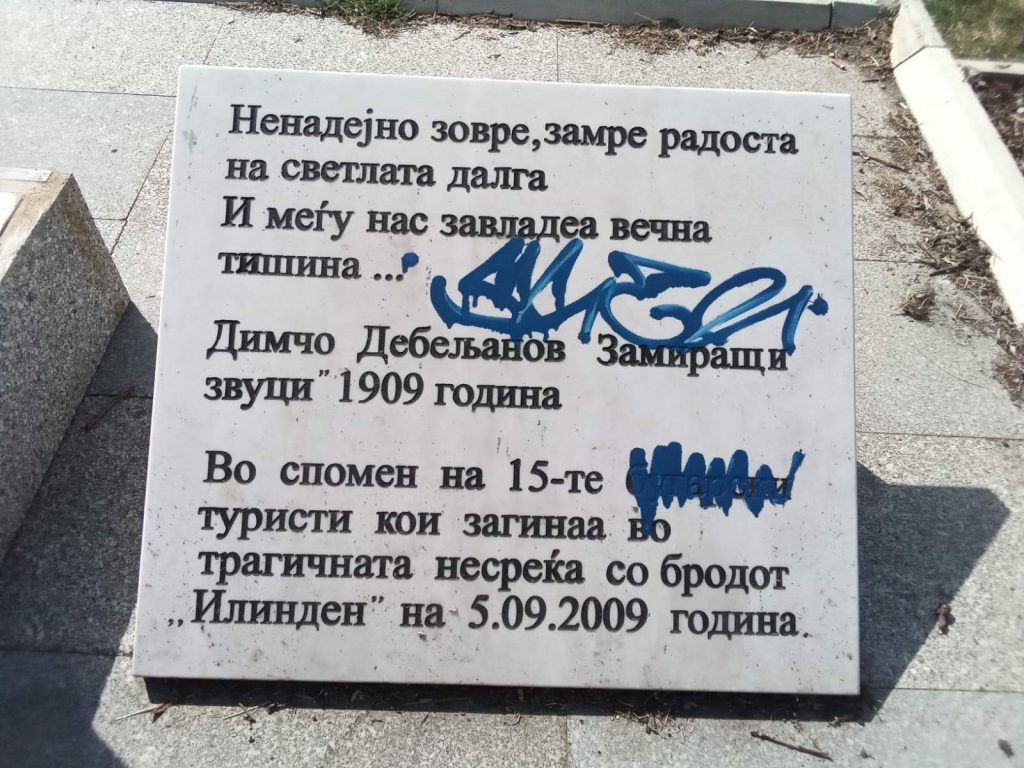 Ненадејно зовре,замре радоста
на светлата далга
И меѓу нас завладеа вечна
тишина ...
Димчо Дебељанов Замиращи
звуци" 1909 година
Во спомен на 15-те бугарски
туристи кои загинаа во
трагичната несреќа со бродот
,,Илинден" на 5.09.2009 година.